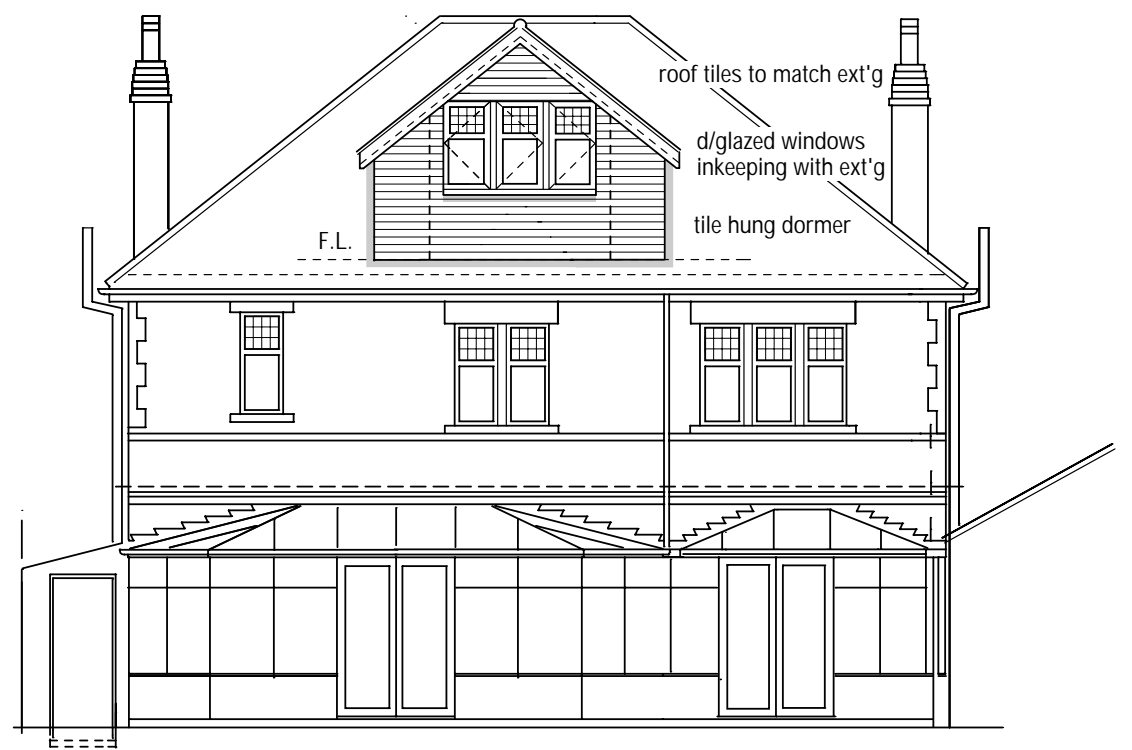 roof tiles to match ext'g
d/glazed windows
inkeeping with ext'g
tile hung dormer
F.L.